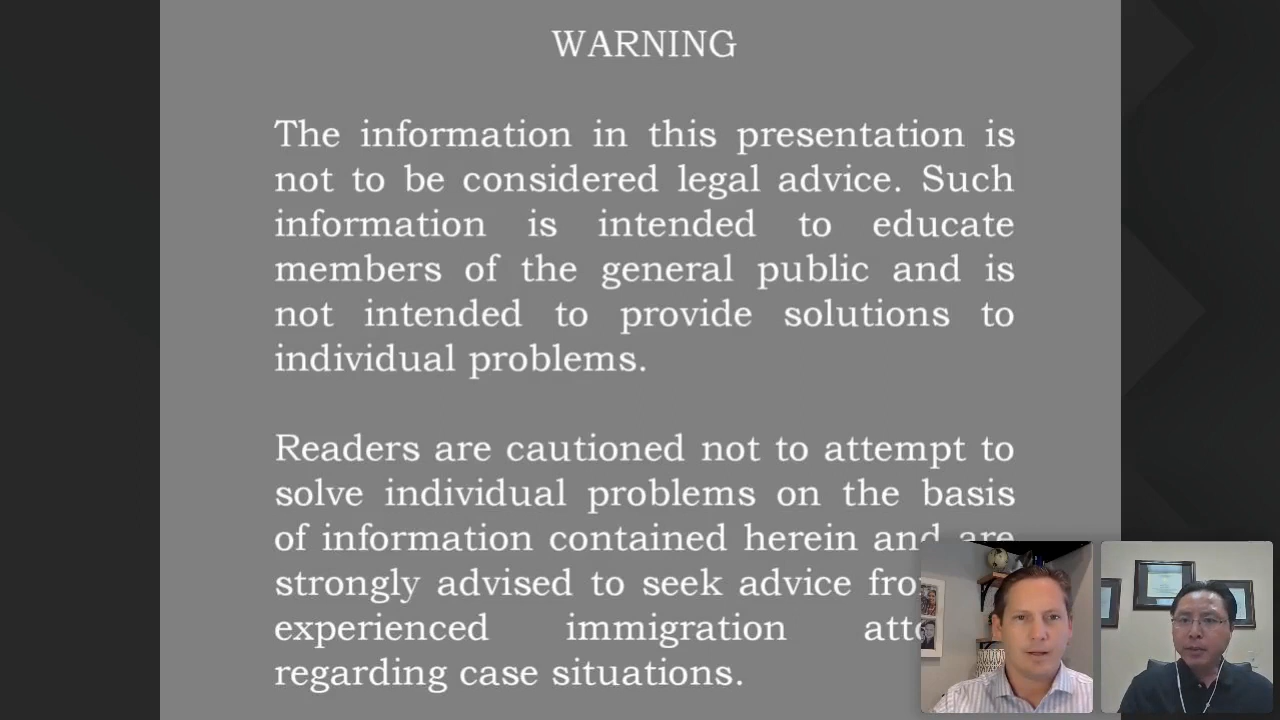 WARNING
The information in this presentation is
not to be considered legal advice. Such
information is intended to educate
members of the general public and is
not intended to provide solutions to
individual problems.
Readers are cautioned not to attempt to
solve individual problems on the basis
of information contained herein and are
strongly advised to seek advice
experienced immigration
regarding case situations.